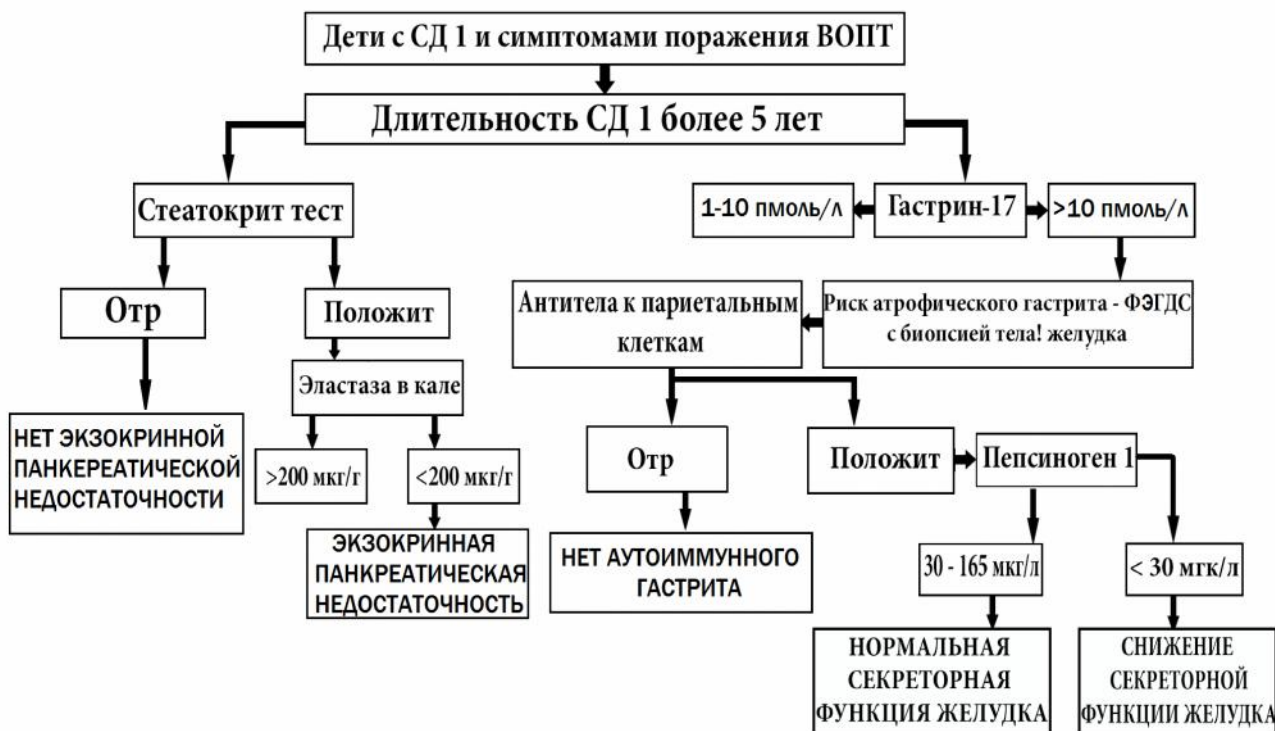 Дети с СД 1 и симптомами поражения ВОПТ
Длительность СД 1 более 5 лет
Стеатокрит тест
1-10 пмоль/л
Гастрин-17
>10 пмоль/л
Отр
Положит
Антитела к париетальным
клеткам
Риск атрофического гастрита - ФЭГДС
с биопсией тела! желудка
Эластаза в кале
НЕТ ЭКЗОКРИННОЙ
ПАНКЕРЕАТИЧЕСКОЙ
НЕДОСТАТОЧНОСТИ
>200 мкг/г
<200 мкг/г
Отр
Положит
Пепсиноген 1
ЭКЗОКРИННАЯ
ПАНКРЕАТИЧЕСКАЯ
НЕДОСТАТОЧНОСТЬ
НЕТ АУТОИММУННОГО
ГАСТРИТА
30 - 165 мкг/л
< 30 мгк/л
НОРМАЛЬНАЯ
СЕКРЕТОРНАЯ
ФУНКЦИЯ ЖЕЛУДКА
СНИЖЕНИЕ
СЕКРЕТОРНОЙ
ФУНКЦИИ ЖЕЛУДКА